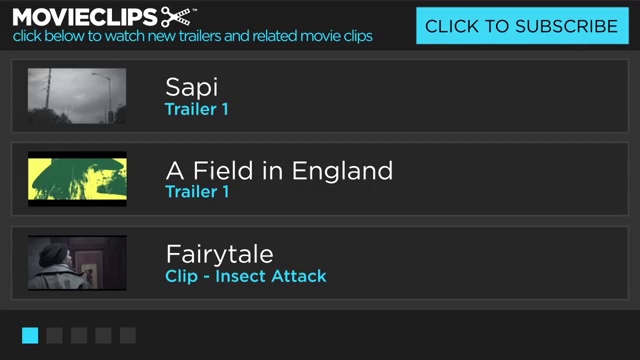 MOVIECLIPS™
click below to watch new trailers and related movie clips
CLICK TO SUBSCRIBE
Sapi
Trailer 1
A Field in England
Trailer 1
Fairytale
Clip - Insect Attack